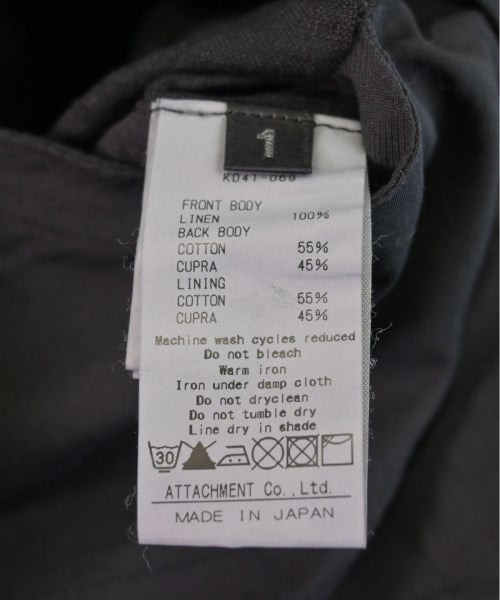 1
KD41-069
FRONT BODY
LINEN 100%
BACK BODY
COTTON 55%
CUPRA 45%
LINING
COTTON 55%
CUPRA 45%
Machine wash cycles reduced
Do not bleach
Warm iron
Iron under damp cloth
Do not dryclean
Do not tumble dry
Line dry in shade
30
ATTACHMENT Co.,Ltd.
MADE IN JAPAN